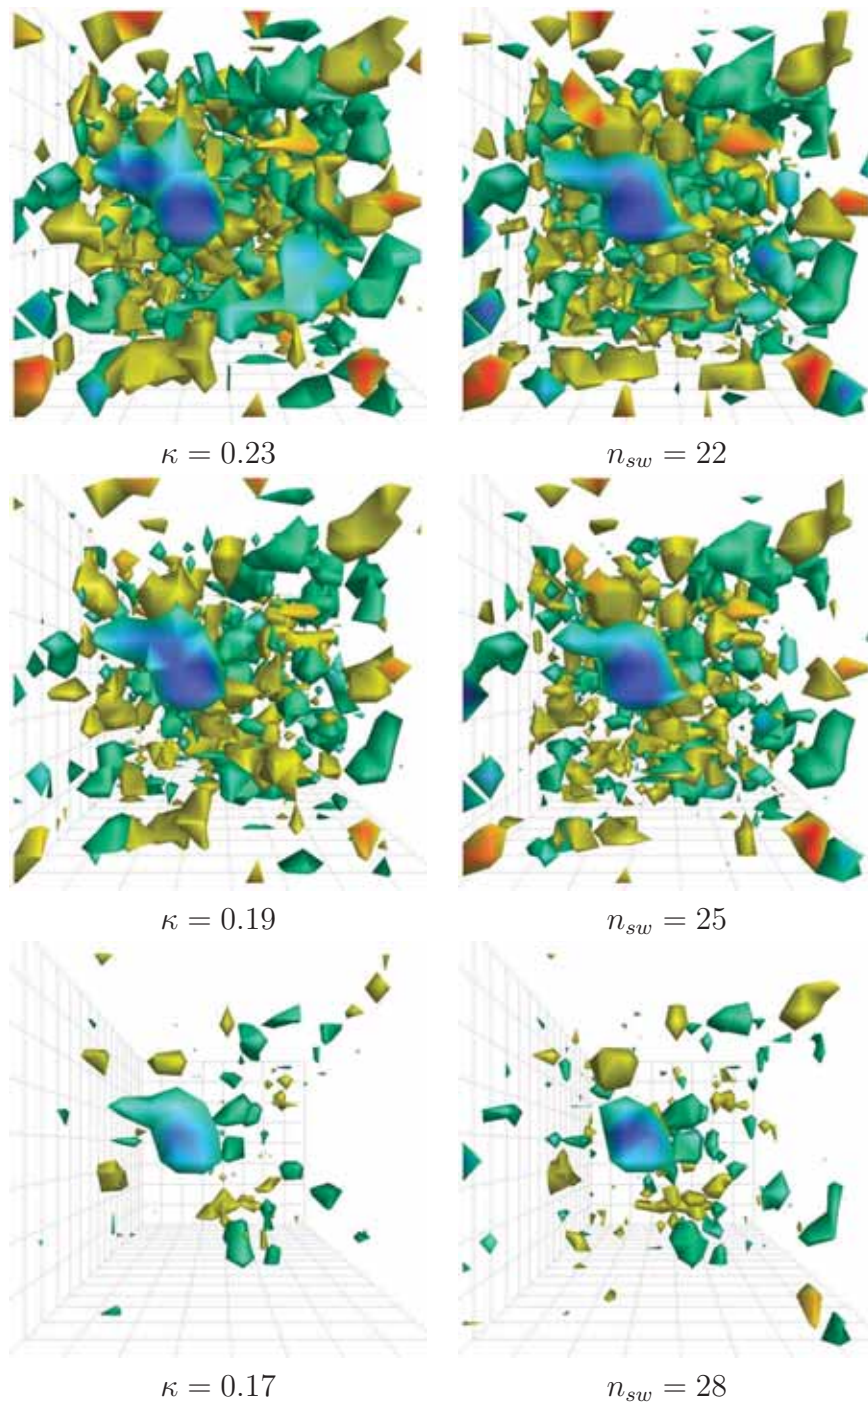 κ = 0.23
n_{sw} = 22
κ = 0.19
n_{sw} = 25
κ = 0.17
n_{sw} = 28